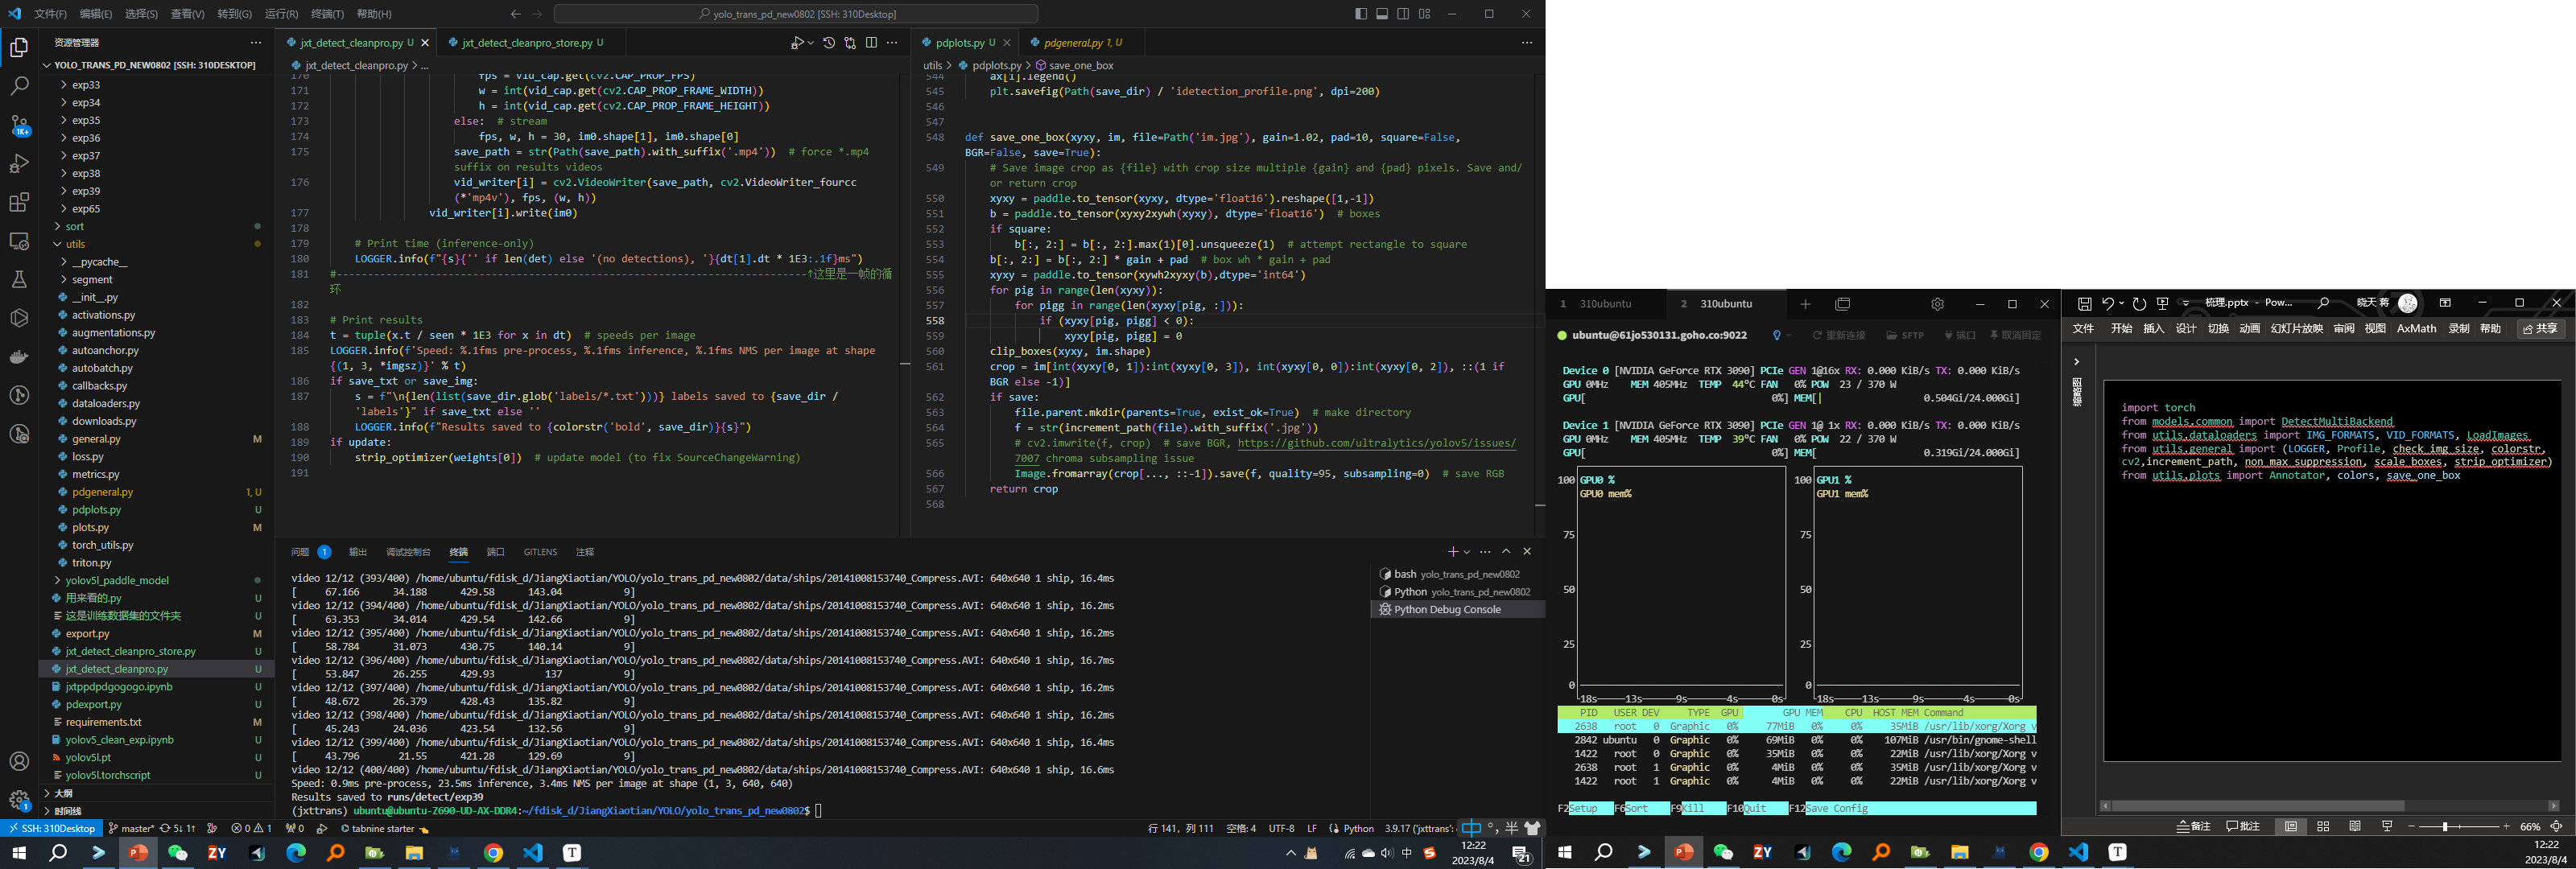 文件(F) 编辑(E) 选择(S) 查看(V) 转到(G) 运行(R) 终端(T) 帮助(H)
yolo_trans_pd_new0802 [SSH: 310Desktop]
资源管理器
YOLO_TRANS_PD_NEW0802 [SSH: 310DESKTOP]
exp33
exp34
exp35
exp36
exp37
exp38
exp39
exp65
sort
utils
__pycache__
segment
__init__.py
activations.py
augmentations.py
autoanchor.py
autobatch.py
callbacks.py
dataloaders.py
downloads.py
general.py M
loss.py
metrics.py
pdgeneral.py 1, U
pdplots.py U
plots.py M
torch_utils.py
triton.py
yolov5l_paddle_model
用来看的.py U
这是训练数据集的文件夹 U
export.py M
jxt_detect_cleanpro_store.py U
jxt_detect_cleanpro.py U
jxtppdpdgogogo.ipynb U
pdexport.py U
requirements.txt M
yolov5_clean_exp.ipynb U
yolov5l.pt U
yolov5l.torchscript U
大纲
时间线
1K+
1
jxt_detect_cleanpro.py U
jxt_detect_cleanpro_store.py U
jxt_detect_cleanpro.py > ...
170 fps = vid_cap.get(cv2.CAP_PROP_FPS)
171 w = int(vid_cap.get(cv2.CAP_PROP_FRAME_WIDTH))
172 h = int(vid_cap.get(cv2.CAP_PROP_FRAME_HEIGHT))
173 else:  # stream
174 fps, w, h = 30, im0.shape[1], im0.shape[0]
175 save_path = str(Path(save_path).with_suffix('.mp4'))  # force *.mp4
suffix on results videos
176 vid_writer[i] = cv2.VideoWriter(save_path, cv2.VideoWriter_fourcc
(*'mp4v'), fps, (w, h))
177 vid_writer[i].write(im0)
178
179 # Print time (inference-only)
180 LOGGER.info(f"{s}{'' if len(det) else '(no detections), '}{dt[1].dt * 1E3:.1f}ms")
181 #---------------------------------------------------------------------------↑这里是一帧的循
环
182
183 # Print results
184 t = tuple(x.t / seen * 1E3 for x in dt)  # speeds per image
185 LOGGER.info(f'Speed: %.1fms pre-process, %.1fms inference, %.1fms NMS per image at shape
{(1, 3, *imgsz)}' % t)
186 if save_txt or save_img:
187 s = f"\n{len(list(save_dir.glob('labels/*.txt')))} labels saved to {save_dir /
'labels'}" if save_txt else ''
188 LOGGER.info(f"Results saved to {colorstr('bold', save_dir)}{s}")
189 if update:
190 strip_optimizer(weights[0])  # update model (to fix SourceChangeWarning)
191
pdplots.py U
pdgeneral.py 1, U
utils > pdplots.py > save_one_box
544 ax[i].legend()
545 plt.savefig(Path(save_dir) / 'idetection_profile.png', dpi=200)
546
547
548 def save_one_box(xyxy, im, file=Path('im.jpg'), gain=1.02, pad=10, square=False,
BGR=False, save=True):
549 # Save image crop as {file} with crop size multiple {gain} and {pad} pixels. Save and/
or return crop
550 xyxy = paddle.to_tensor(xyxy, dtype='float16').reshape([1,-1])
551 b = paddle.to_tensor(xyxy2xywh(xyxy), dtype='float16')  # boxes
552 if square:
553 b[:, 2:] = b[:, 2:].max(1)[0].unsqueeze(1)  # attempt rectangle to square
554 b[:, 2:] = b[:, 2:] * gain + pad  # box wh * gain + pad
555 xyxy = paddle.to_tensor(xywh2xyxy(b),dtype='int64')
556 for pig in range(len(xyxy)):
557 for pigg in range(len(xyxy[pig, :])):
558 if (xyxy[pig, pigg] < 0):
559 xyxy[pig, pigg] = 0
560 clip_boxes(xyxy, im.shape)
561 crop = im[int(xyxy[0, 1]):int(xyxy[0, 3]), int(xyxy[0, 0]):int(xyxy[0, 2]), ::(1 if
BGR else -1)]
562 if save:
563 file.parent.mkdir(parents=True, exist_ok=True)  # make directory
564 f = str(increment_path(file).with_suffix('.jpg'))
565 # cv2.imwrite(f, crop)  # save BGR, https://github.com/ultralytics/yolov5/issues/
7007 chroma subsampling issue
566 Image.fromarray(crop[..., ::-1]).save(f, quality=95, subsampling=0)  # save RGB
567 return crop
568
问题 1 输出 调试控制台 终端 端口 GITLENS 注释
video 12/12 (393/400) /home/ubuntu/fdisk_d/JiangXiaotian/YOLO/yolo_trans_pd_new0802/data/ships/20141008153740_Compress.AVI: 640x640 1 ship, 16.4ms
[ 67.166 34.188 429.58 143.04 9]
video 12/12 (394/400) /home/ubuntu/fdisk_d/JiangXiaotian/YOLO/yolo_trans_pd_new0802/data/ships/20141008153740_Compress.AVI: 640x640 1 ship, 16.2ms
[ 63.353 34.014 429.54 142.66 9]
video 12/12 (395/400) /home/ubuntu/fdisk_d/JiangXiaotian/YOLO/yolo_trans_pd_new0802/data/ships/20141008153740_Compress.AVI: 640x640 1 ship, 16.2ms
[ 58.784 31.073 430.75 140.14 9]
video 12/12 (396/400) /home/ubuntu/fdisk_d/JiangXiaotian/YOLO/yolo_trans_pd_new0802/data/ships/20141008153740_Compress.AVI: 640x640 1 ship, 16.7ms
[ 53.847 26.255 429.93 137 9]
video 12/12 (397/400) /home/ubuntu/fdisk_d/JiangXiaotian/YOLO/yolo_trans_pd_new0802/data/ships/20141008153740_Compress.AVI: 640x640 1 ship, 16.2ms
[ 48.672 26.379 428.43 135.82 9]
video 12/12 (398/400) /home/ubuntu/fdisk_d/JiangXiaotian/YOLO/yolo_trans_pd_new0802/data/ships/20141008153740_Compress.AVI: 640x640 1 ship, 16.2ms
[ 45.243 24.036 423.54 132.56 9]
video 12/12 (399/400) /home/ubuntu/fdisk_d/JiangXiaotian/YOLO/yolo_trans_pd_new0802/data/ships/20141008153740_Compress.AVI: 640x640 1 ship, 16.4ms
[ 43.796 21.55 421.28 129.69 9]
video 12/12 (400/400) /home/ubuntu/fdisk_d/JiangXiaotian/YOLO/yolo_trans_pd_new0802/data/ships/20141008153740_Compress.AVI: 640x640 1 ship, 16.6ms
Speed: 0.9ms pre-process, 23.5ms inference, 3.4ms NMS per image at shape (1, 3, 640, 640)
Results saved to runs/detect/exp39
(jxttrans) ubuntu@ubuntu-Z690-UD-AX-DDR4:~/fdisk_d/JiangXiaotian/YOLO/yolo_trans_pd_new0802$
bash yolo_trans_pd_new0802
Python yolo_trans_pd_new0802
Python Debug Console
SSH: 310Desktop master* 5↓ 1↑ 0 1 0 tabnine starter
行 141, 列 111 空格: 4 UTF-8 LF Python 3.9.17 ('jxttrans':
中 °, 半
ZY T 中 12:22
2023/8/4 21
1 310ubuntu 2 310ubuntu
ubuntu@61jo530131.goho.co:9022 重新连接 SFTP 端口 取消固定
Device 0 [NVIDIA GeForce RTX 3090] PCIe GEN 1@16x RX: 0.000 KiB/s TX: 0.000 KiB/s
GPU 0MHz MEM 405MHz TEMP 44°C FAN 0% POW 23 / 370 W
GPU[ 0%] MEM[| 0.504Gi/24.000Gi]
Device 1 [NVIDIA GeForce RTX 3090] PCIe GEN 1@ 1x RX: 0.000 KiB/s TX: 0.000 KiB/s
GPU 0MHz MEM 405MHz TEMP 39°C FAN 0% POW 22 / 370 W
GPU[ 0%] MEM[ 0.319Gi/24.000Gi]
100 GPU0 % 100 GPU1 %
GPU0 mem% GPU1 mem%
75 75
50 50
25 25
0 0
18s 13s 9s 4s 0s 18s 13s 9s 4s 0s
PID USER DEV TYPE GPU GPU MEM CPU HOST MEM Command
2638 root 0 Graphic 0% 77MiB 0% 0% 35MiB /usr/lib/xorg/Xorg v
2842 ubuntu 0 Graphic 0% 69MiB 0% 0% 107MiB /usr/bin/gnome-shell
1422 root 0 Graphic 0% 35MiB 0% 0% 22MiB /usr/lib/xorg/Xorg v
2638 root 1 Graphic 0% 4MiB 0% 0% 35MiB /usr/lib/xorg/Xorg v
1422 root 1 Graphic 0% 4MiB 0% 0% 22MiB /usr/lib/xorg/Xorg v
F2Setup F6Sort F9Kill F10Quit F12Save Config
梳理.pptx - Pow... 晓天 蒋
文件 开始 插入 设计 切换 动画 幻灯片放映 审阅 视图 AxMath 录制 帮助 共享
缩略图
import torch
from models.common import DetectMultiBackend
from utils.dataloaders import IMG_FORMATS, VID_FORMATS, LoadImages
from utils.general import (LOGGER, Profile, check_img_size, colorstr,
cv2,increment_path, non_max_suppression, scale_boxes, strip_optimizer)
from utils.plots import Annotator, colors, save_one_box
备注 批注 66%
ZY T 12:22
2023/8/4